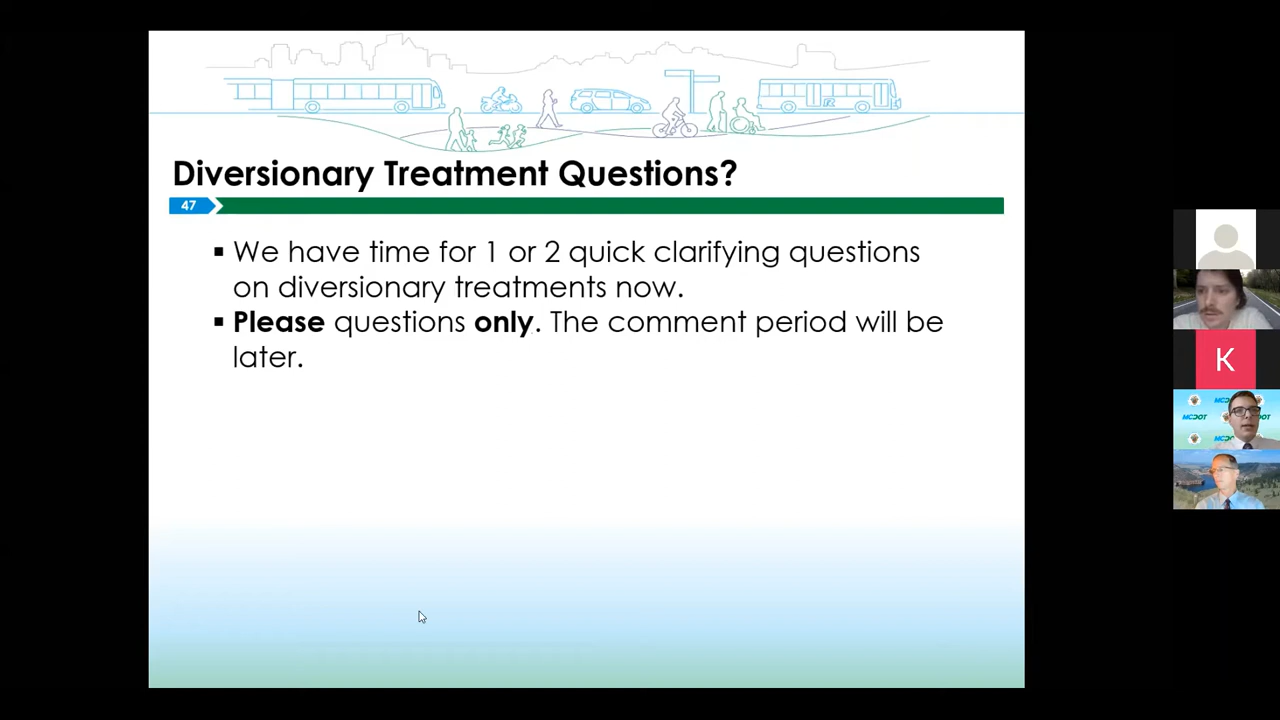 Diversionary Treatment Questions?
47
▪ We have time for 1 or 2 quick clarifying questions
on diversionary treatments now.
▪ Please questions only. The comment period will be
later.
K
MCDOT